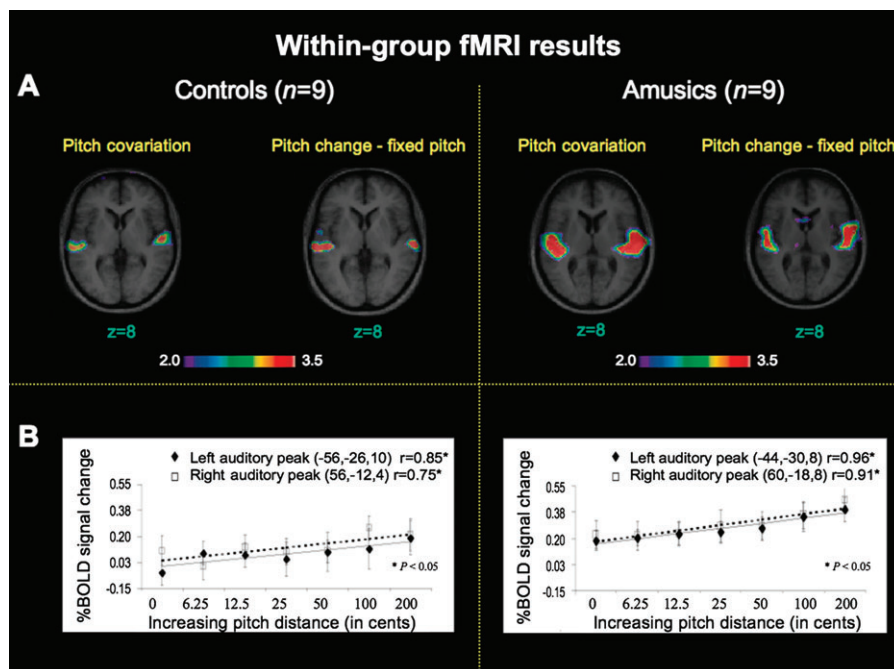 Within-group fMRI results
A
Controls (n=9)
Amusics (n=9)
Pitch covariation
Pitch change - fixed pitch
Pitch covariation
Pitch change - fixed pitch
z=8
z=8
z=8
z=8
2.0
3.5
2.0
3.5
B
◆ Left auditory peak (-56,-26,10) r=0.85*
□ Right auditory peak (56,-12,4) r=0.75*
%BOLD signal change
0.55
0.38
0.20
0.03
-0.15
* P < 0.05
0 6.25 12.5 25 50 100 200
Increasing pitch distance (in cents)
◆ Left auditory peak (-44,-30,8) r=0.96*
□ Right auditory peak (60,-18,8) r=0.91*
%BOLD signal change
0.55
0.38
0.20
0.03
-0.15
* P < 0.05
0 6.25 12.5 25 50 100 200
Increasing pitch distance (in cents)